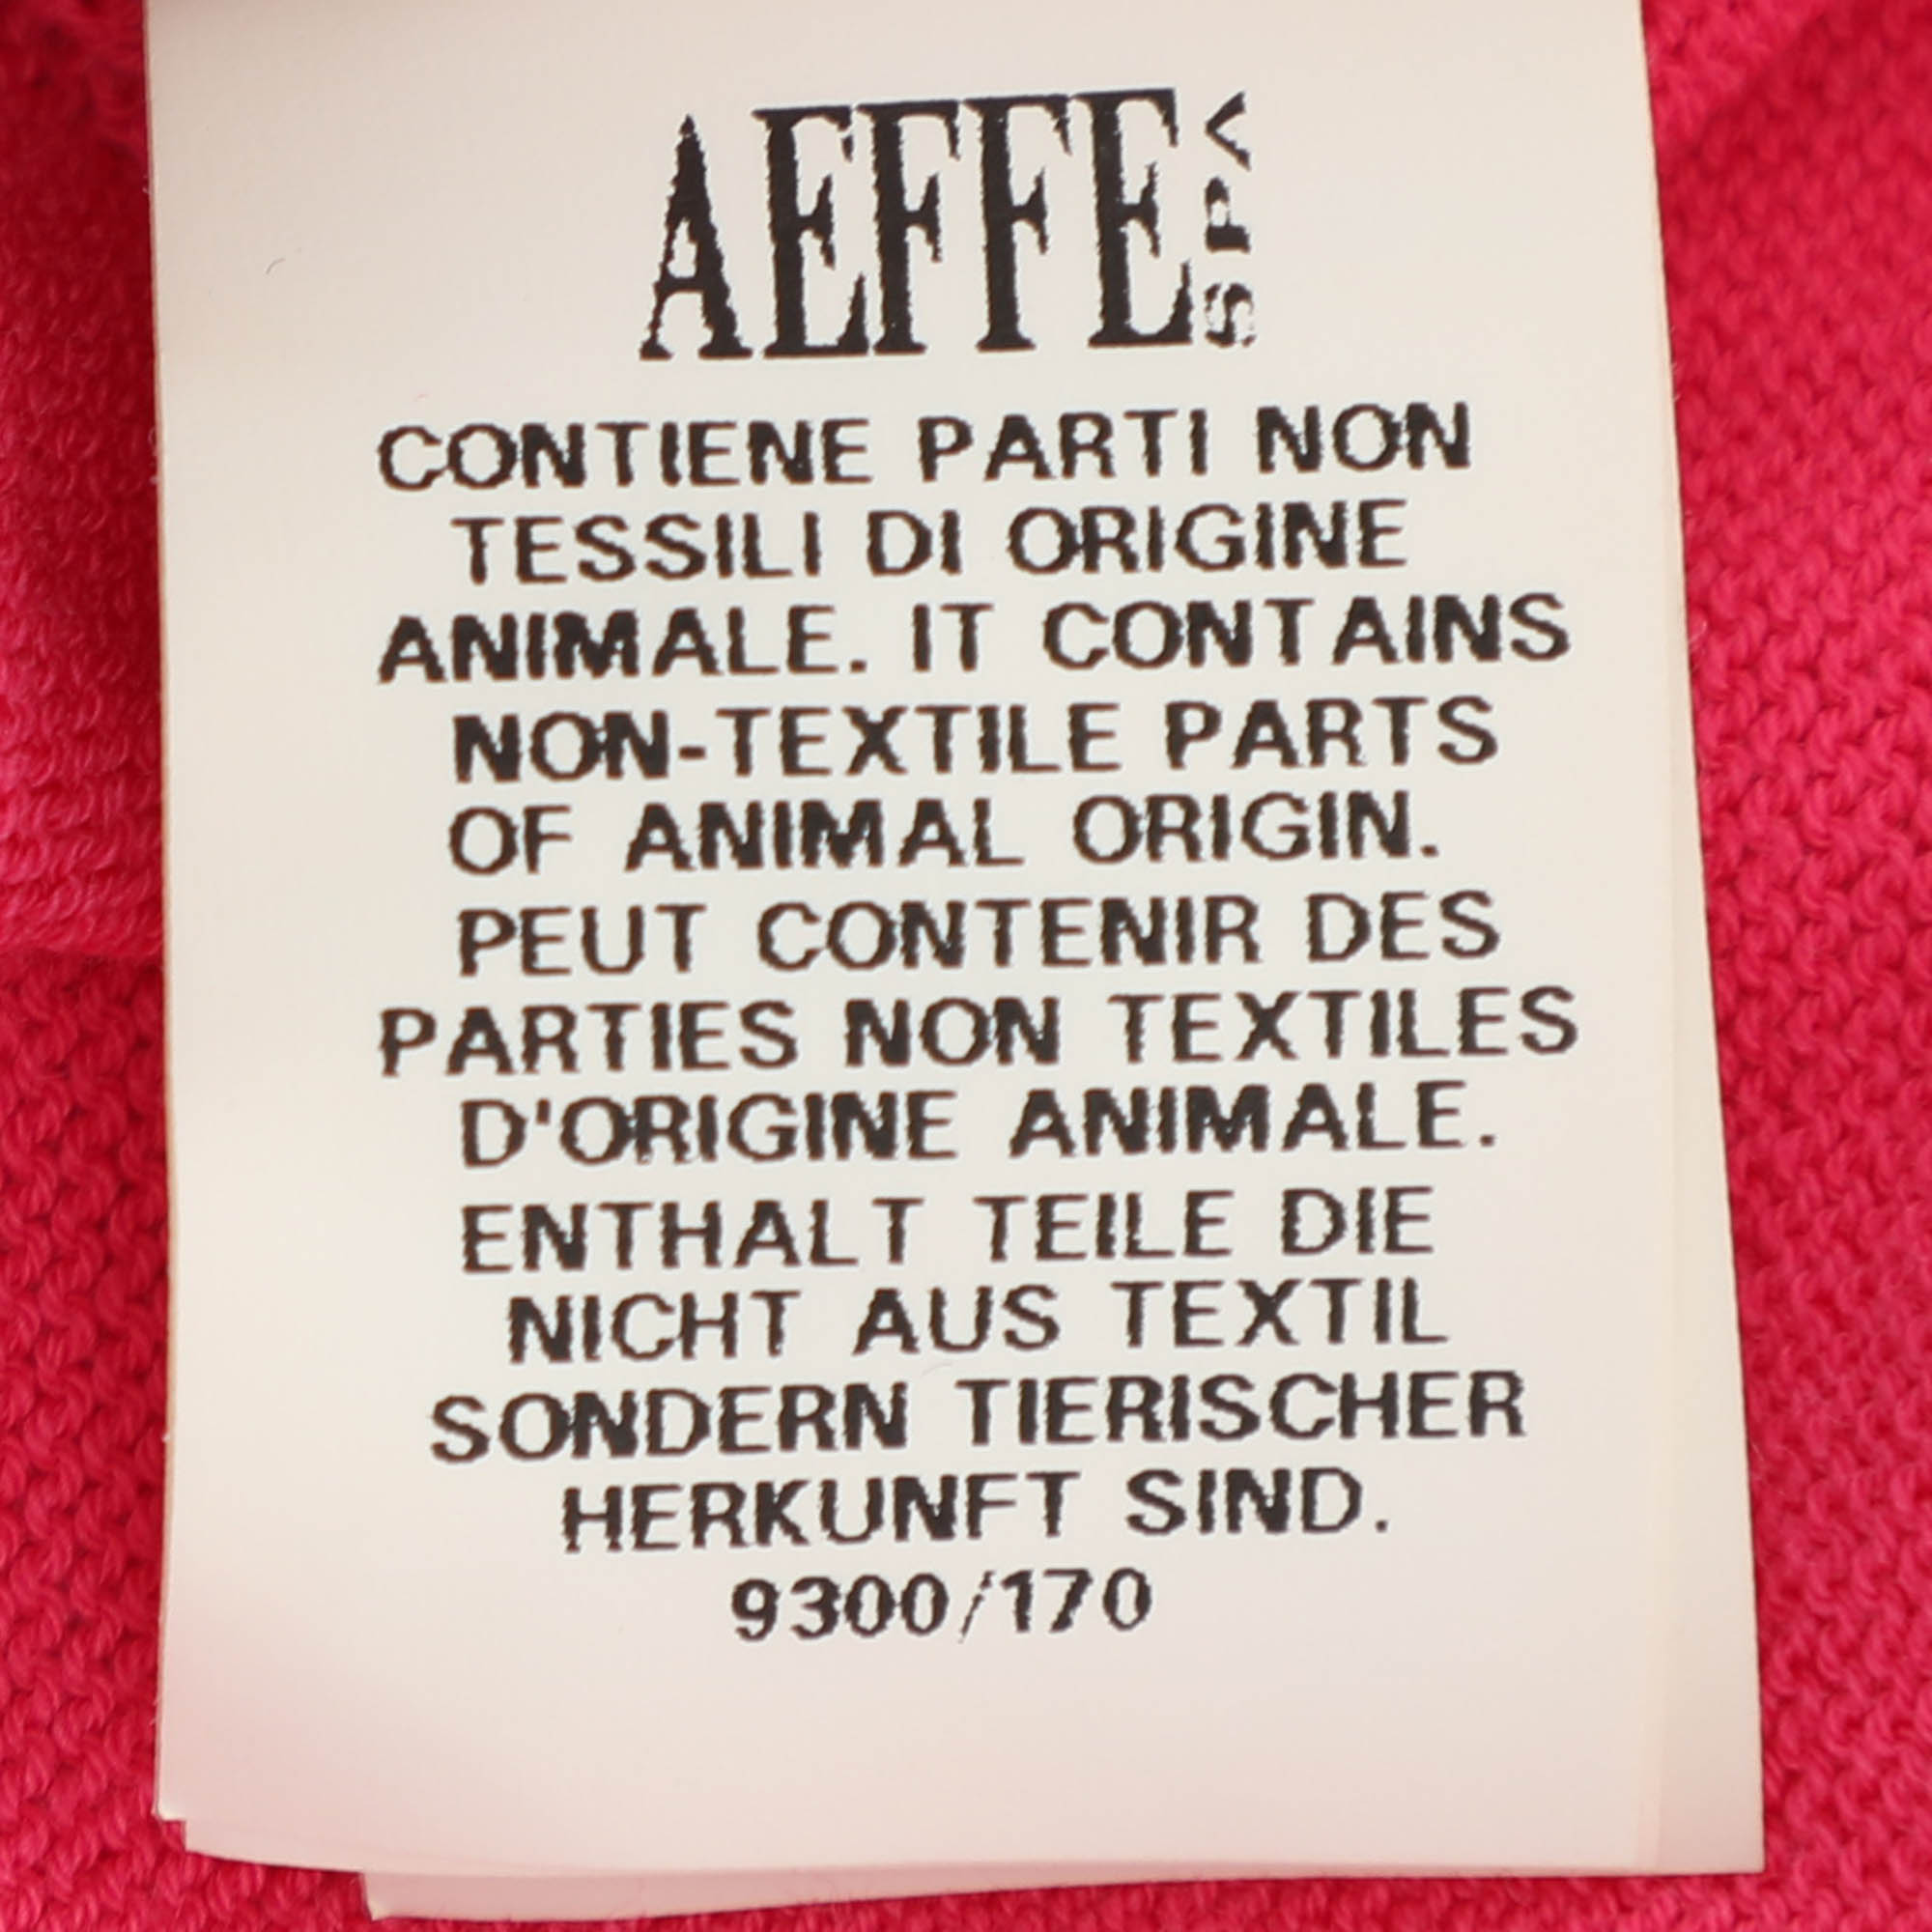 AEFFE SPA
CONTIENE PARTI NON
TESSILI DI ORIGINE
ANIMALE. IT CONTAINS
NON-TEXTILE PARTS
OF ANIMAL ORIGIN.
PEUT CONTENIR DES
PARTIES NON TEXTILES
D'ORIGINE ANIMALE.
ENTHALT TEILE DIE
NICHT AUS TEXTIL
SONDERN TIERISCHER
HERKUNFT SIND.
9300/170